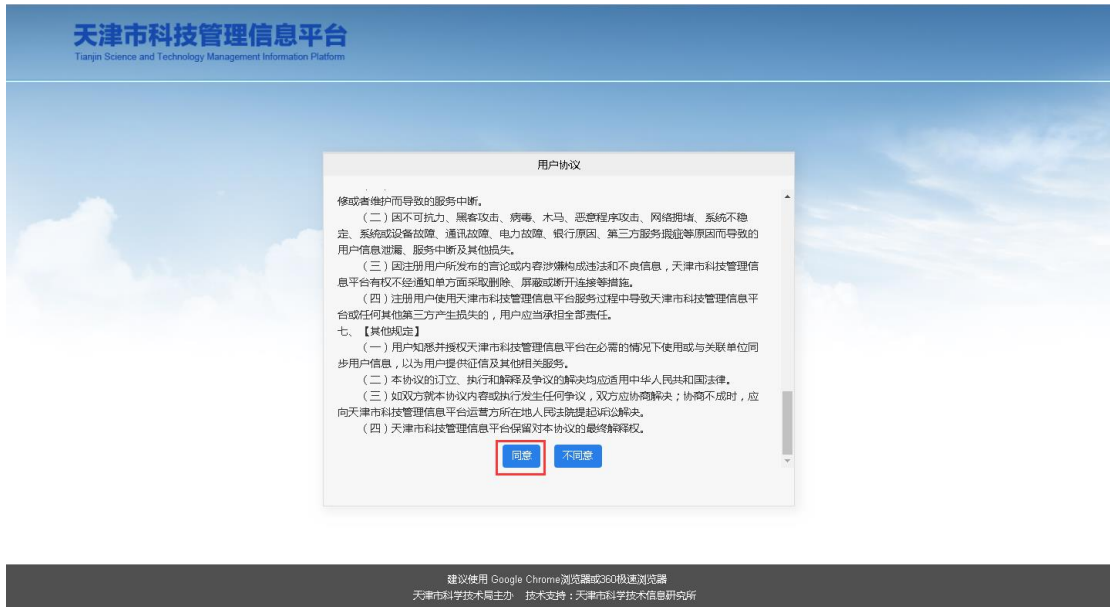 天津市科技管理信息平台
Tianjin Science and Technology Management Information Platform
用户协议
修或者维护而导致的服务中断。
（二）因不可抗力、黑客攻击、病毒、木马、恶意程序攻击、网络拥堵、系统不稳
定、系统或设备故障、通讯故障、电力故障、银行原因、第三方服务瑕疵等原因而导致的
用户信息泄漏、服务中断及其他损失。
（三）因注册用户所发布的言论或内容涉嫌构成违法和不良信息，天津市科技管理信
息平台有权不经通知单方面采取删除、屏蔽或断开连接等措施。
（四）注册用户使用天津市科技管理信息平台服务过程中导致天津市科技管理信息平
台或任何其他第三方产生损失的，用户应当承担全部责任。
七、【其他规定】
（一）用户知悉并授权天津市科技管理信息平台在必需的情况下使用或与关联单位同
步用户信息，以为用户提供征信及其他相关服务。
（二）本协议的订立、执行和解释及争议的解决均应适用中华人民共和国法律。
（三）如双方就本协议内容或执行发生任何争议，双方应协商解决；协商不成时，应
向天津市科技管理信息平台运营方所在地人民法院提起诉讼解决。
（四）天津市科技管理信息平台保留对本协议的最终解释权。
同意 不同意
建议使用 Google Chrome浏览器或360极速浏览器
天津市科学技术局主办 技术支持：天津市科学技术信息研究所